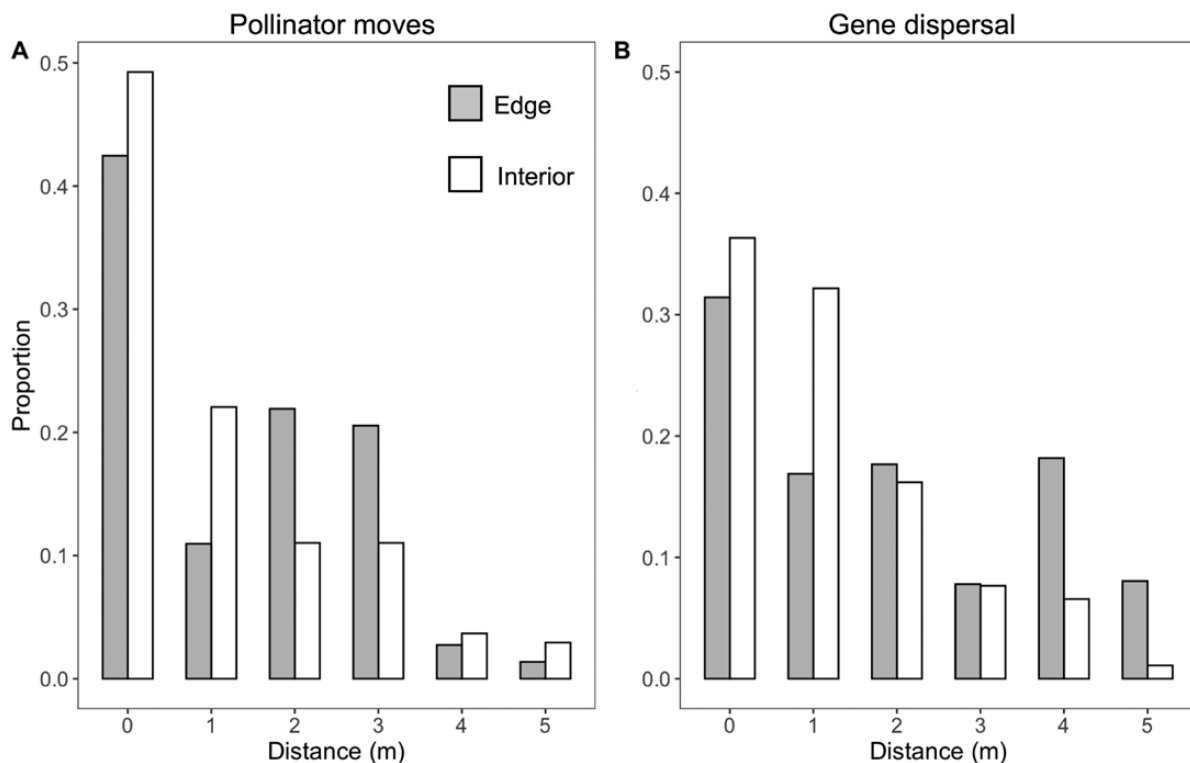 Pollinator moves
A
Edge
Interior
Proportion
0.5
0.4
0.3
0.2
0.1
0.0
0 1 2 3 4 5
Distance (m)
Gene dispersal
B
0.5
0.4
0.3
0.2
0.1
0.0
0 1 2 3 4 5
Distance (m)